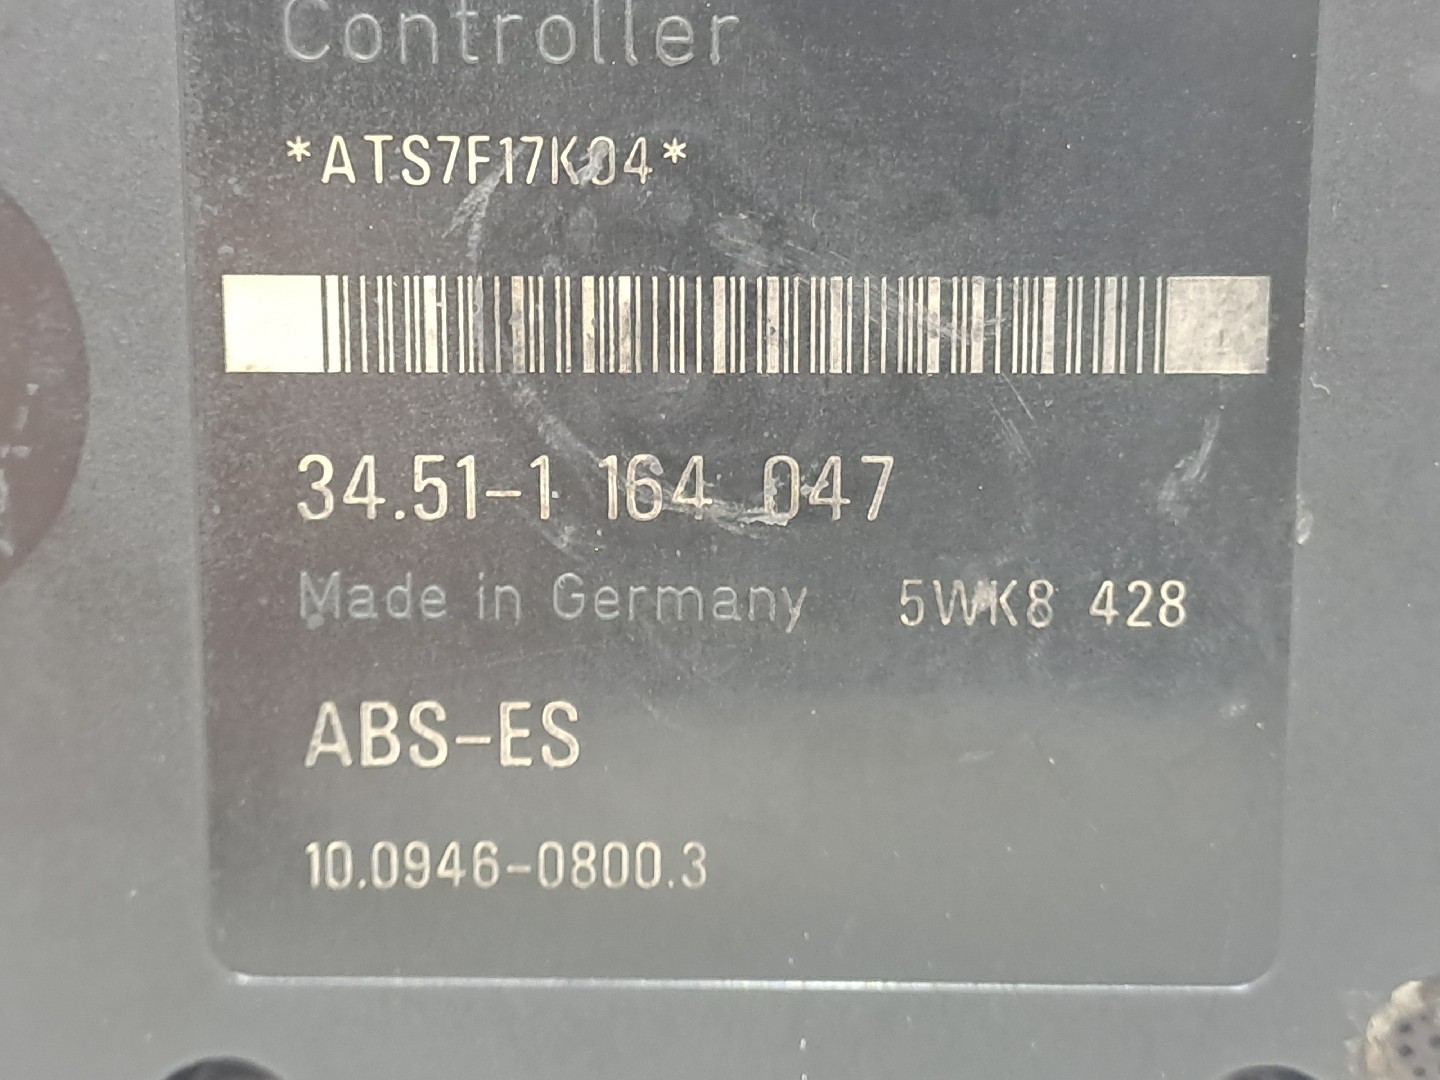 Controller
*ATS7F17K04*
34.51-1 164 047
Made in Germany 5WK8 428
ABS-ES
10.0946-0800.3